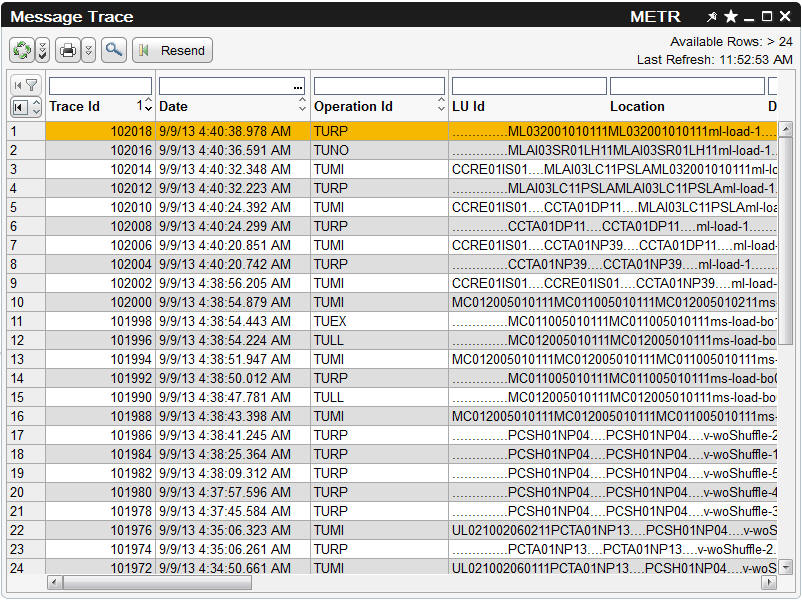 Message Trace METR
Available Rows: > 24
Resend
Last Refresh: 11:52:53 AM
...
Trace Id 1 Date Operation Id LU Id Location D
1 102018 9/9/13 4:40:38.978 AM TURP ..............ML032001010111ML032001010111ml-load-1....
2 102016 9/9/13 4:40:36.591 AM TUNO ..............MLAI03SR01LH11MLAI03SR01LH11ml-load-1.
3 102014 9/9/13 4:40:32.348 AM TUMI CCRE01IS01....MLAI03LC11PSLAML032001010111ml-lo
4 102012 9/9/13 4:40:32.223 AM TURP ..............MLAI03LC11PSLAMLAI03LC11PSLAml-load-1.
5 102010 9/9/13 4:40:24.392 AM TUMI CCRE01IS01....CCTA01DP11....MLAI03LC11PSLAml-loa
6 102008 9/9/13 4:40:24.299 AM TURP ..............CCTA01DP11....CCTA01DP11....ml-load-1.......
7 102006 9/9/13 4:40:20.851 AM TUMI CCRE01IS01....CCTA01NP39....CCTA01DP11....ml-load-
8 102004 9/9/13 4:40:20.742 AM TURP ..............CCTA01NP39....CCTA01NP39....ml-load-1.......
9 102002 9/9/13 4:38:56.205 AM TUMI CCRE01IS01....CCRE01IS01....CCTA01NP39....ml-load-
10 102000 9/9/13 4:38:54.879 AM TUMI MC012005010111MC011005010111MC012005010211ms-
11 101998 9/9/13 4:38:54.443 AM TUEX ..............MC011005010111MC011005010111ms-load-bo1
12 101996 9/9/13 4:38:54.224 AM TULL ..............MC012005010111MC012005010111ms-load-bo
13 101994 9/9/13 4:38:51.947 AM TUMI MC012005010111MC012005010111MC011005010111ms-
14 101992 9/9/13 4:38:50.012 AM TURP ..............MC011005010111MC011005010111ms-load-bo0
15 101990 9/9/13 4:38:47.781 AM TULL ..............MC012005010111MC012005010111ms-load-bo
16 101988 9/9/13 4:38:43.398 AM TUMI MC012005010111MC012005010111MC011005010111ms-
17 101986 9/9/13 4:38:41.245 AM TURP ..............PCSH01NP04....PCSH01NP04....v-woShuffle-2
18 101984 9/9/13 4:38:25.364 AM TURP ..............PCSH01NP04....PCSH01NP04....v-woShuffle-1
19 101982 9/9/13 4:38:09.312 AM TURP ..............PCSH01NP04....PCSH01NP04....v-woShuffle-5
20 101980 9/9/13 4:37:57.596 AM TURP ..............PCSH01NP04....PCSH01NP04....v-woShuffle-4
21 101978 9/9/13 4:37:45.584 AM TURP ..............PCSH01NP04....PCSH01NP04....v-woShuffle-3
22 101976 9/9/13 4:35:06.323 AM TUMI UL021002060211PCTA01NP13....PCSH01NP04....v-woS
23 101974 9/9/13 4:35:06.261 AM TURP ..............PCTA01NP13....PCTA01NP13....v-woShuffle-2.
24 101972 9/9/13 4:34:50.661 AM TUMI UL021002060111PCTA01NP13....PCSH01NP04....v-woS